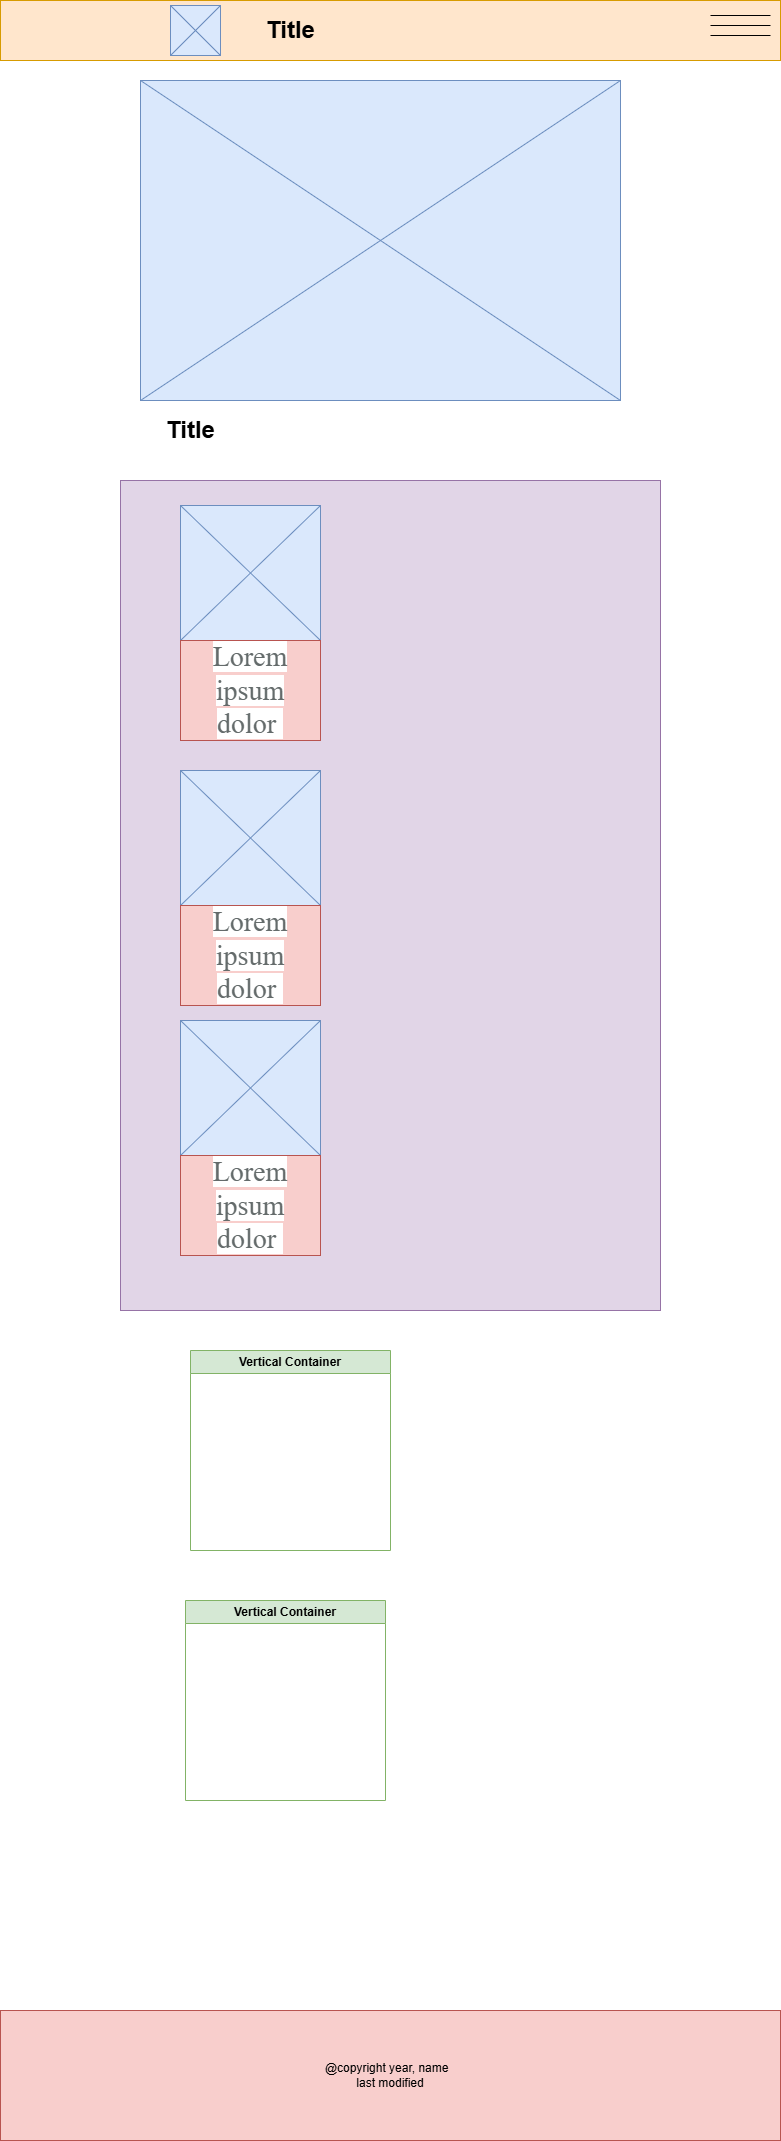 Title
Title
Lorem
ipsum
dolor
Lorem
ipsum
dolor
Lorem
ipsum
dolor
Vertical Container
Vertical Container
@copyright year, name
last modified